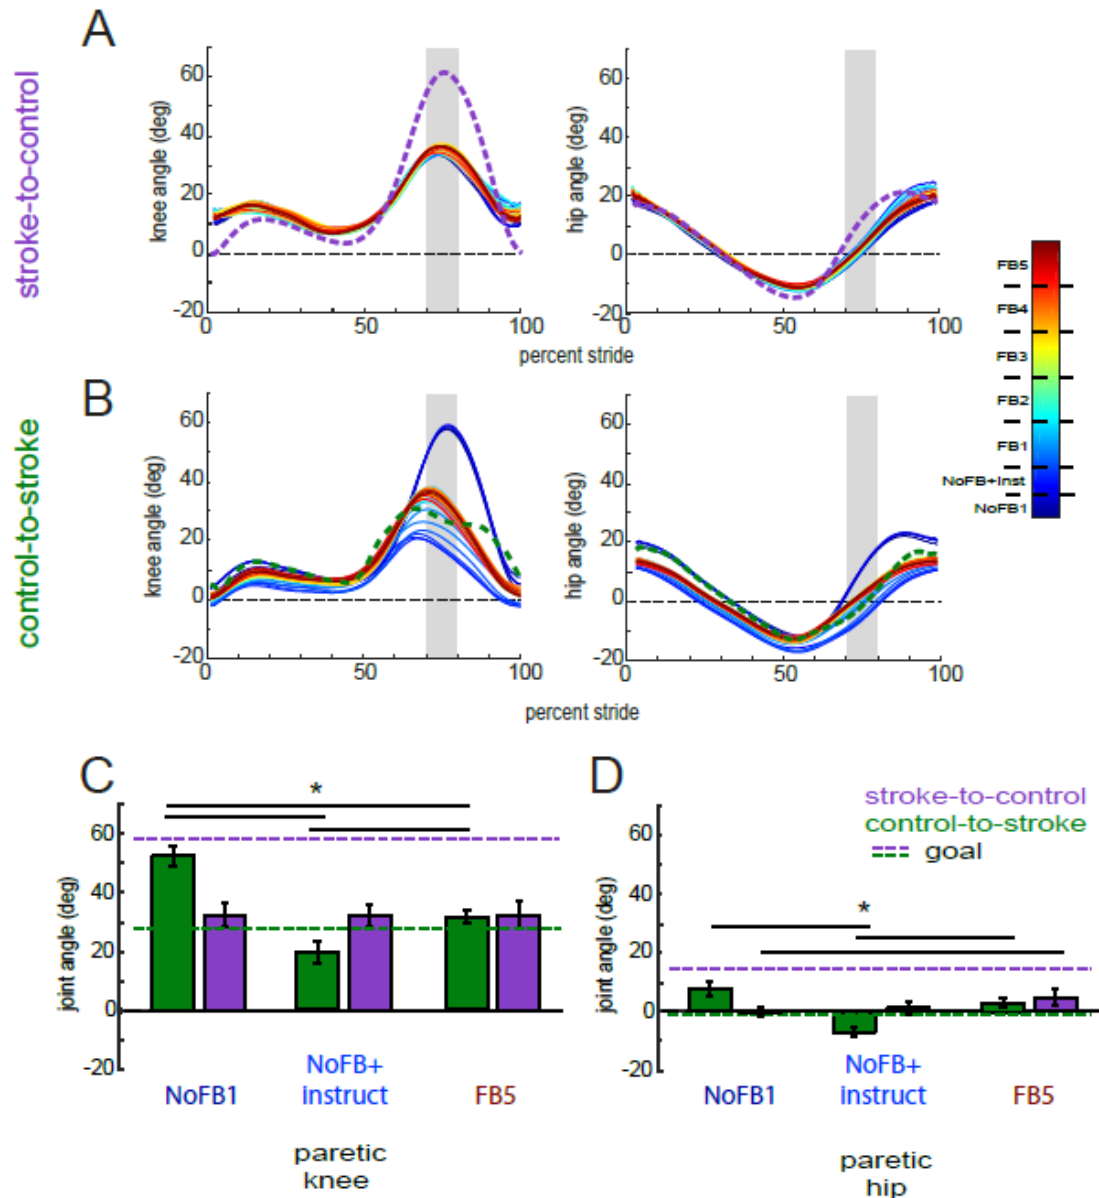 A
stroke-to-control
knee angle (deg)
60
40
20
0
-20
0
50
100
hip angle (deg)
60
40
20
0
-20
0
50
100
percent stride
FB5
FB4
FB3
FB2
FB1
NoFB+Inst
NoFB1
B
control-to-stroke
knee angle (deg)
60
40
20
0
-20
0
50
100
hip angle (deg)
60
40
20
0
-20
0
50
100
percent stride
C
joint angle (deg)
60
40
20
0
-20
*
NoFB1
NoFB+
instruct
FB5
paretic
knee
D
stroke-to-control
control-to-stroke
goal
joint angle (deg)
60
40
20
0
-20
*
NoFB1
NoFB+
instruct
FB5
paretic
hip